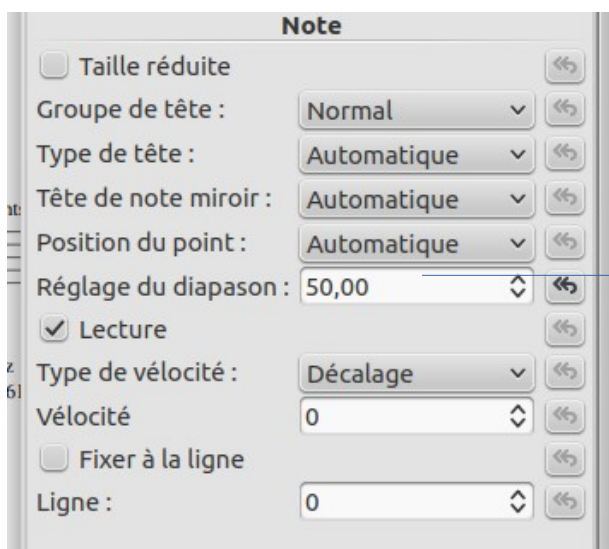 Note
Taille réduite
Groupe de tête : Normal
Type de tête : Automatique
Tête de note miroir : Automatique
Position du point : Automatique
Réglage du diapason : 50,00
Lecture
Type de vélocité : Décalage
Vélocité 0
Fixer à la ligne
Ligne : 0